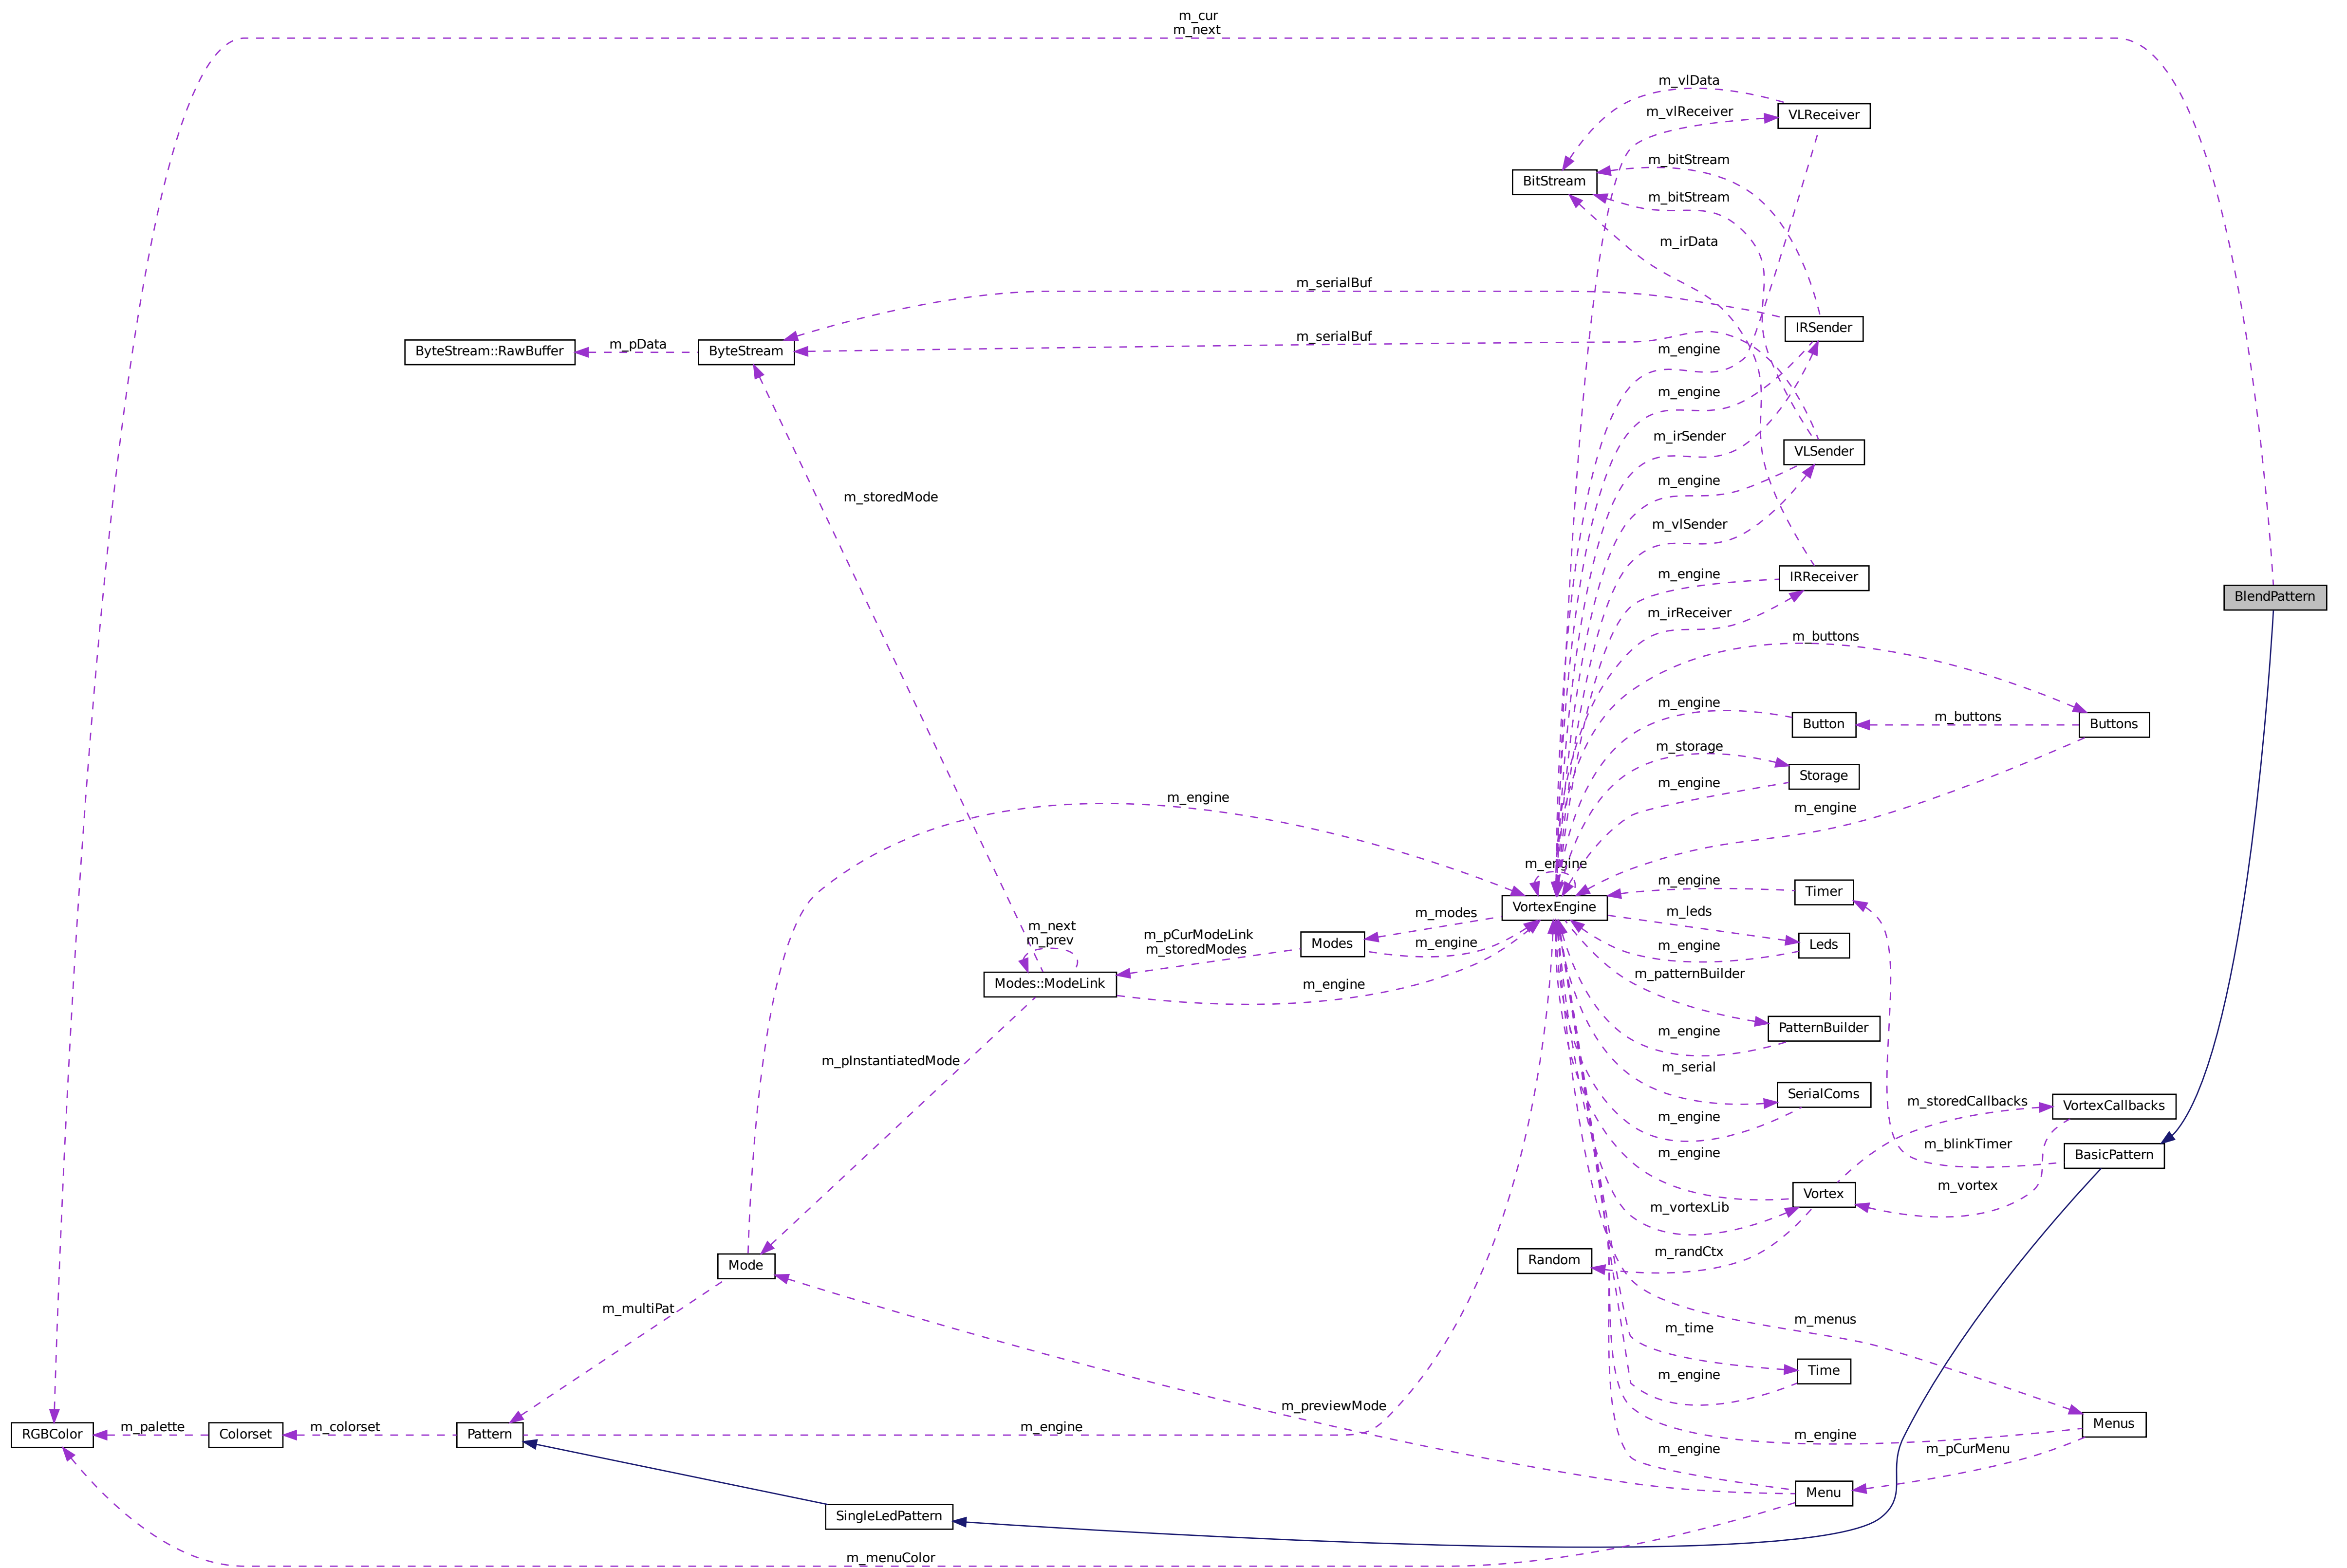 m_cur
m_next
m_vlData
m_vlReceiver
VLReceiver
m_bitStream
BitStream
m_bitStream
m_irData
m_serialBuf
IRSender
m_serialBuf
m_pData
ByteStream::RawBuffer
ByteStream
m_engine
m_engine
m_irSender
VLSender
m_engine
m_storedMode
m_vlSender
m_engine
IRReceiver
BlendPattern
m_irReceiver
m_buttons
m_engine
Button
m_buttons
Buttons
m_storage
Storage
m_engine
m_engine
m_engine
m_engine
m_engine
Timer
VortexEngine
m_modes
m_leds
m_next
m_prev
m_pCurModeLink
m_storedModes
Modes
m_engine
m_engine
Leds
m_patternBuilder
Modes::ModeLink
m_engine
PatternBuilder
m_engine
m_pInstantiatedMode
m_serial
SerialComs
m_storedCallbacks
VortexCallbacks
m_engine
m_blinkTimer
m_engine
BasicPattern
m_vortex
Vortex
m_vortexLib
m_randCtx
Random
Mode
m_multiPat
m_menus
m_time
Time
m_engine
m_previewMode
RGBColor
m_palette
Colorset
m_colorset
Pattern
m_engine
m_engine
Menus
m_engine
m_pCurMenu
Menu
SingleLedPattern
m_menuColor